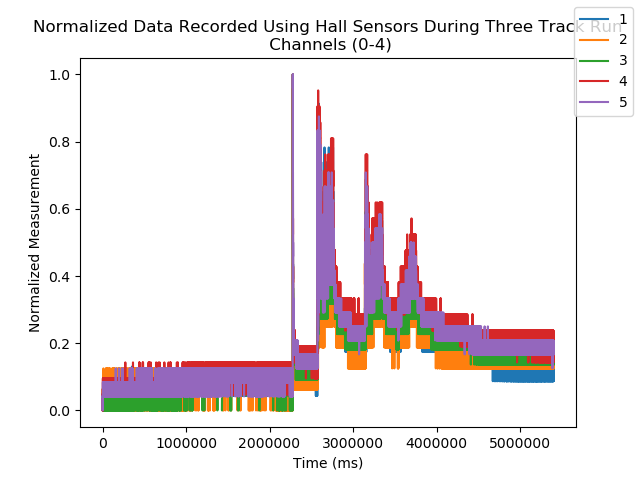 Normalized Data Recorded Using Hall Sensors During Three Track Run
Channels (0-4)
1
2
3
4
5
1.0
0.8
0.6
0.4
0.2
0.0
Normalized Measurement
0 1000000 2000000 3000000 4000000 5000000
Time (ms)